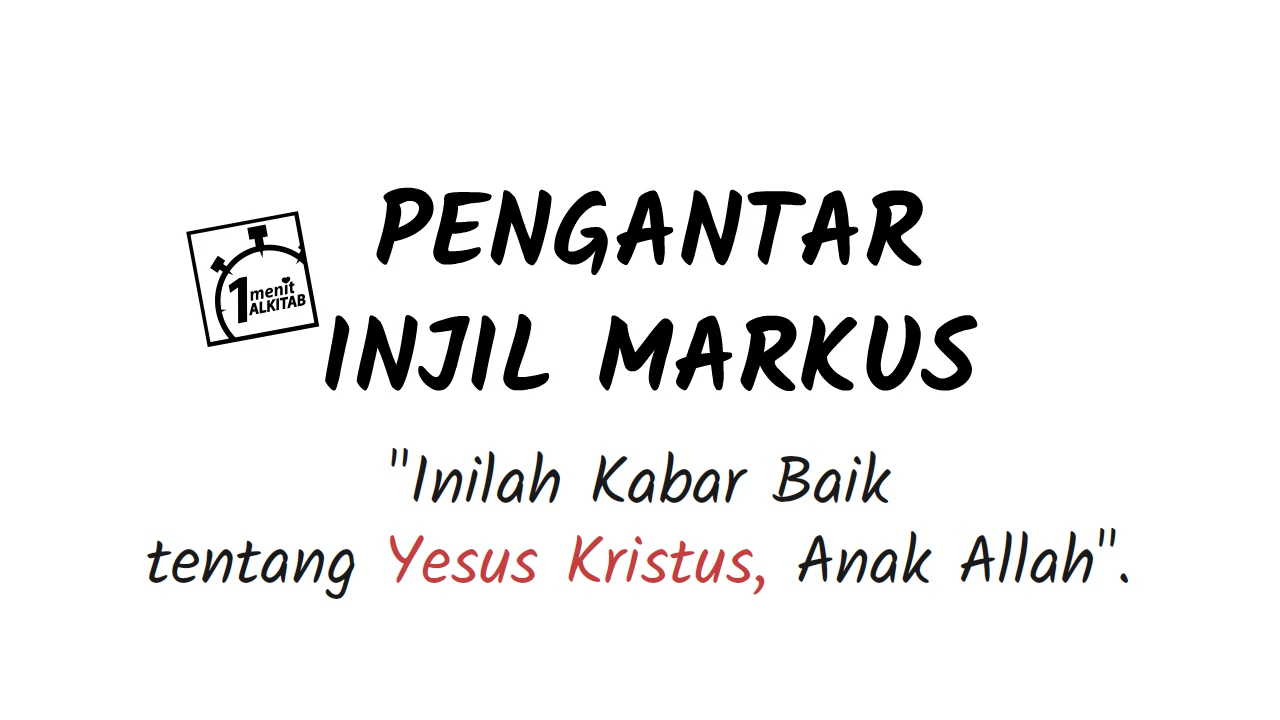 PENGANTAR
INJIL MARKUS
1 menit
ALKITAB
"Inilah Kabar Baik
tentang Yesus Kristus, Anak Allah".